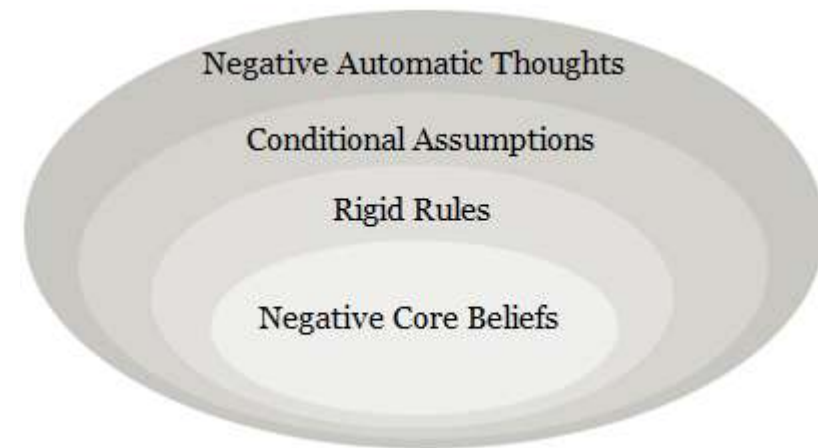 Negative Automatic Thoughts
Conditional Assumptions
Rigid Rules
Negative Core Beliefs